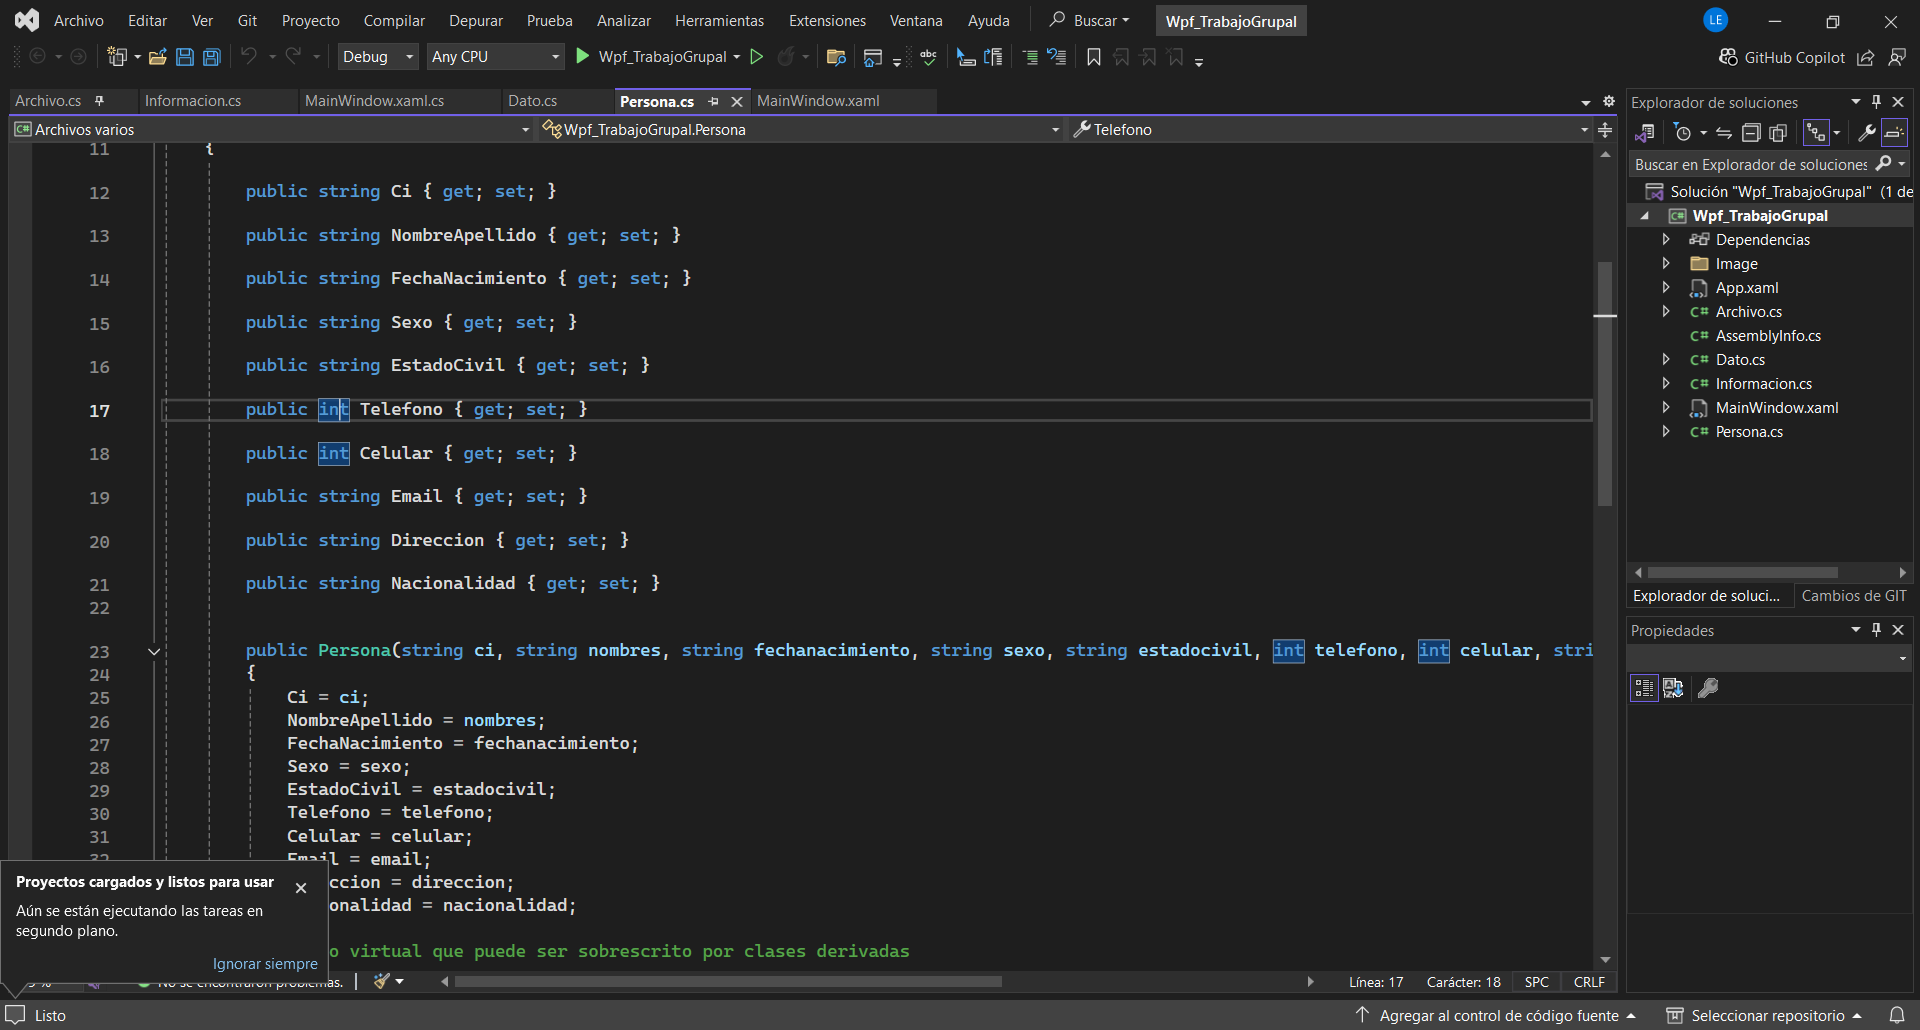 Archivo Editar Ver Git Proyecto Compilar Depurar Prueba Analizar Herramientas Extensiones Ventana Ayuda Buscar Wpf_TrabajoGrupal LE
Debug Any CPU Wpf_TrabajoGrupal abc GitHub Copilot
Archivo.cs Informacion.cs MainWindow.xaml.cs Dato.cs Persona.cs MainWindow.xaml
C# Archivos varios Wpf_TrabajoGrupal.Persona Telefono
11 {
12 public string Ci { get; set; }
13 public string NombreApellido { get; set; }
14 public string FechaNacimiento { get; set; }
15 public string Sexo { get; set; }
16 public string EstadoCivil { get; set; }
17 public int Telefono { get; set; }
18 public int Celular { get; set; }
19 public string Email { get; set; }
20 public string Direccion { get; set; }
21 public string Nacionalidad { get; set; }
22
23 public Persona(string ci, string nombres, string fechanacimiento, string sexo, string estadocivil, int telefono, int celular, stri
24 {
25 Ci = ci;
26 NombreApellido = nombres;
27 FechaNacimiento = fechanacimiento;
28 Sexo = sexo;
29 EstadoCivil = estadocivil;
30 Telefono = telefono;
31 Celular = celular;
32 Email = email;
ccion = direccion;
onalidad = nacionalidad;
o virtual que puede ser sobrescrito por clases derivadas
Proyectos cargados y listos para usar
Aún se están ejecutando las tareas en
segundo plano.
Ignorar siempre
No se encontraron problemas. Línea: 17 Carácter: 18 SPC CRLF
Listo Agregar al control de código fuente Seleccionar repositorio
Explorador de soluciones
Buscar en Explorador de soluciones
Solución "Wpf_TrabajoGrupal" (1 de
C# Wpf_TrabajoGrupal
Dependencias
Image
App.xaml
C# Archivo.cs
C# AssemblyInfo.cs
C# Dato.cs
C# Informacion.cs
MainWindow.xaml
C# Persona.cs
Explorador de soluci... Cambios de GIT
Propiedades